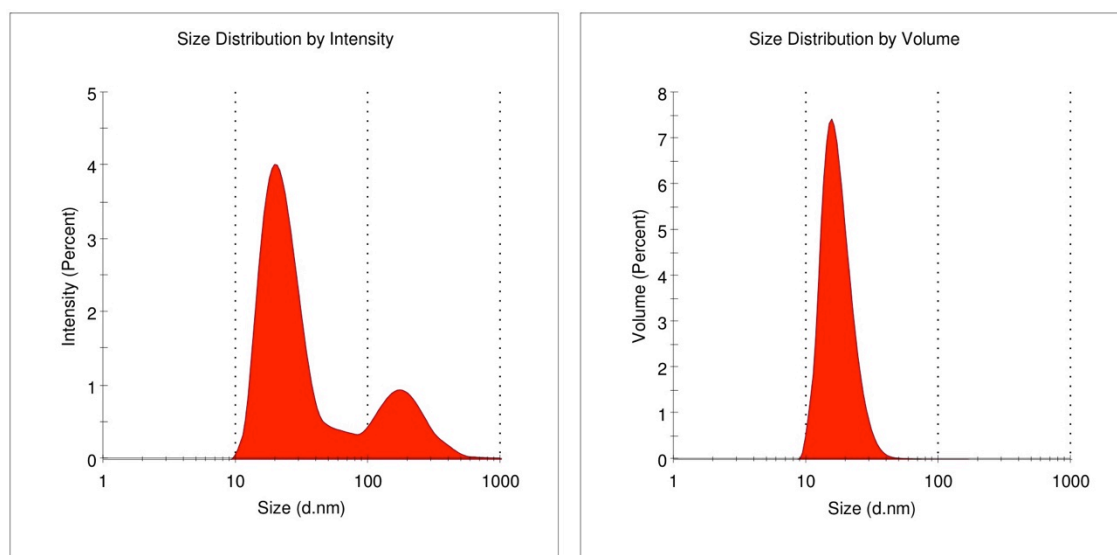 Size Distribution by Intensity
5
4
3
2
1
0
Intensity (Percent)
1 10 100 1000
Size (d.nm)
Size Distribution by Volume
8
7
6
5
4
3
2
1
0
Volume (Percent)
1 10 100 1000
Size (d.nm)